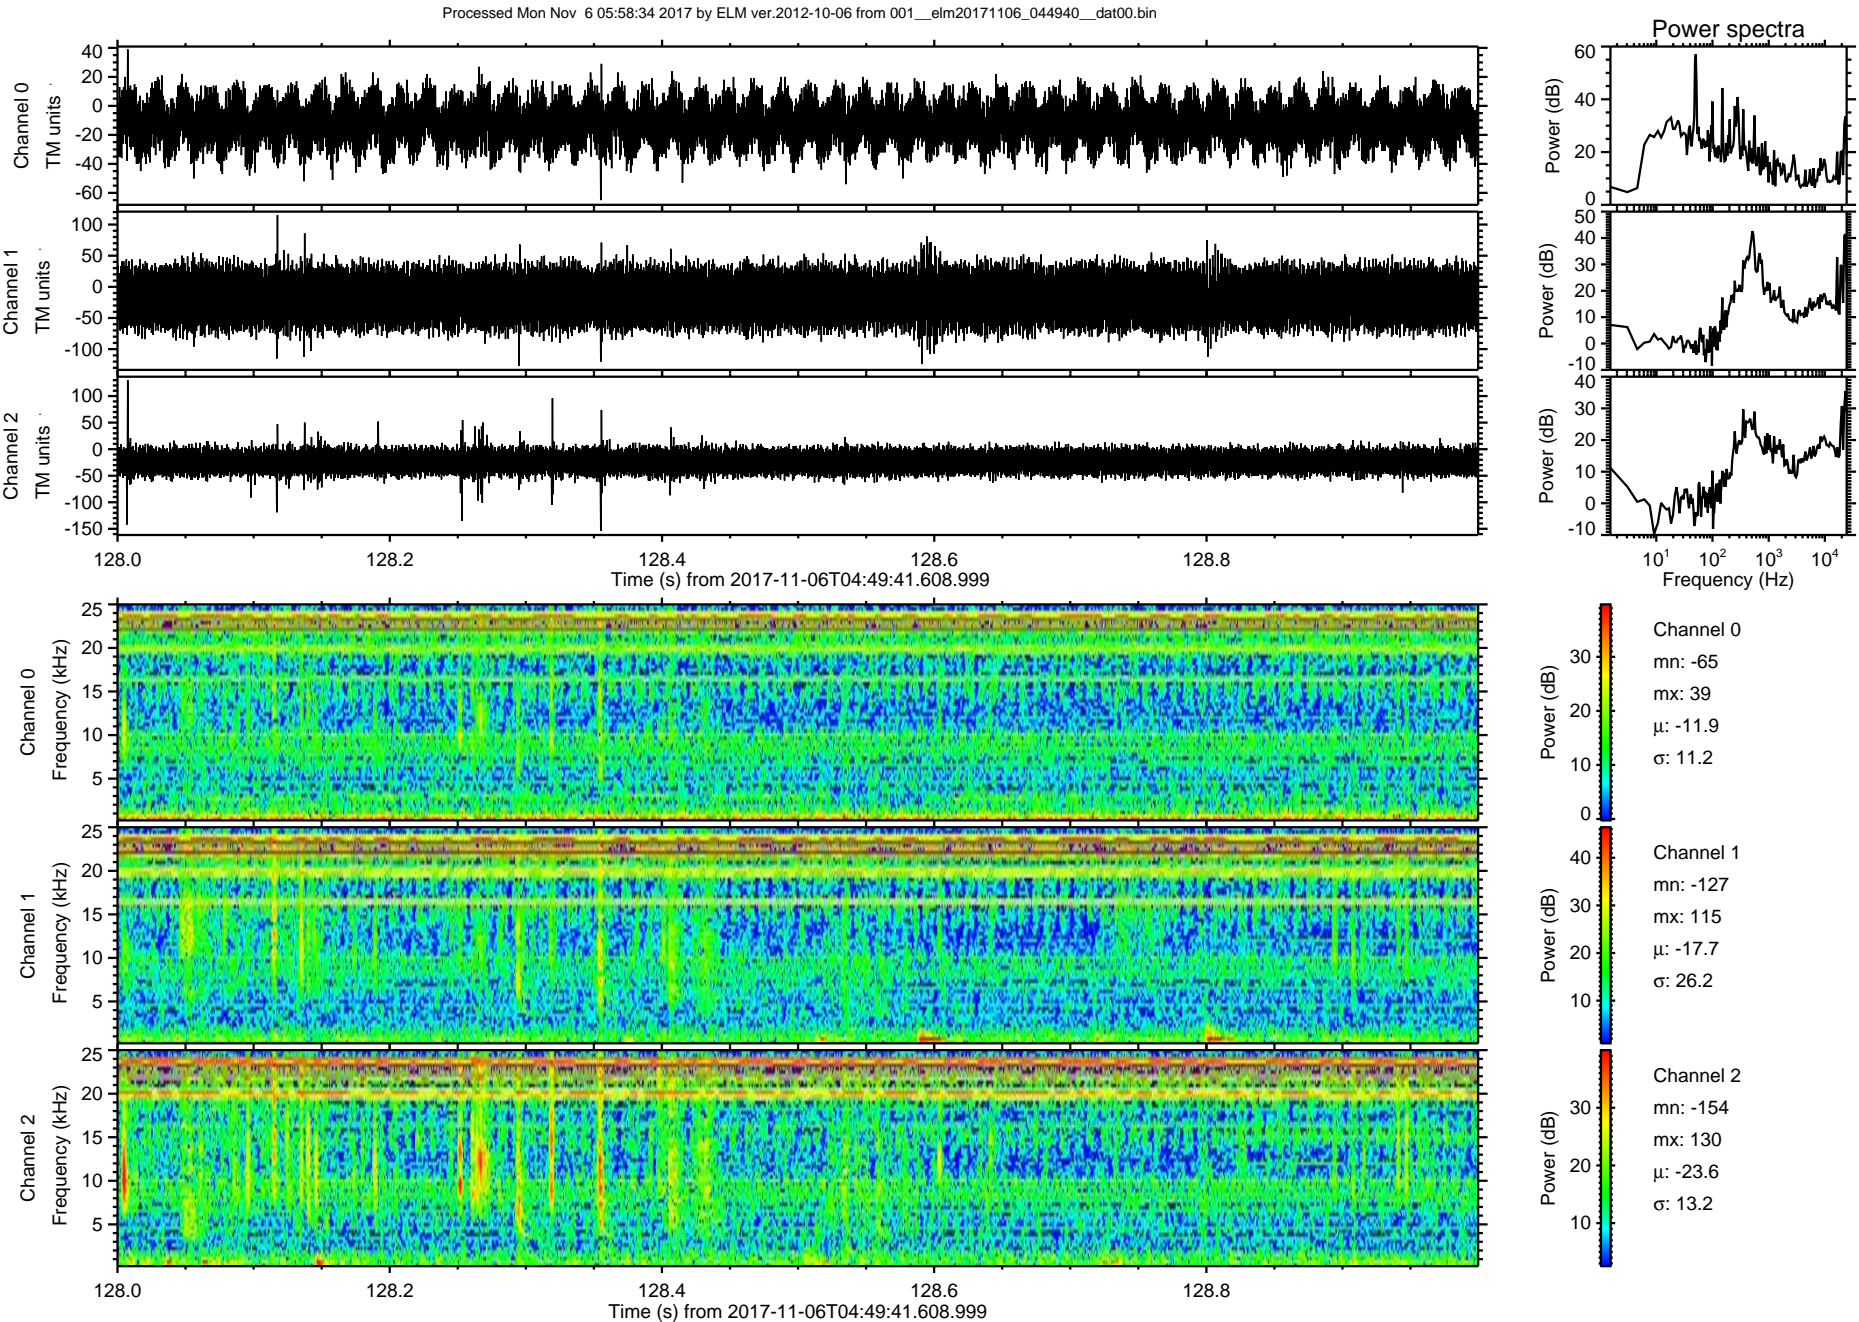 Processed Mon Nov  6 05:58:34 2017 by ELM ver.2012-10-06 from 001__elm20171106_044940__dat00.bin
Power spectra
Channel 0
TM units
40
20
0
-20
-40
-60
Power (dB)
60
40
20
0
Channel 1
TM units
100
50
0
-50
-100
Power (dB)
50
40
30
20
10
0
-10
Channel 2
TM units
100
50
0
-50
-100
-150
Power (dB)
40
30
20
10
0
-10
128.0 128.2 128.4 128.6 128.8
Time (s) from 2017-11-06T04:49:41.608.999
10^1 10^2 10^3 10^4
Frequency (Hz)
Channel 0
Frequency (kHz)
25
20
15
10
5
Power (dB)
30
20
10
0
Channel 0
mn: -65
mx: 39
μ: -11.9
σ: 11.2
Channel 1
Frequency (kHz)
25
20
15
10
5
Power (dB)
40
30
20
10
Channel 1
mn: -127
mx: 115
μ: -17.7
σ: 26.2
Channel 2
Frequency (kHz)
25
20
15
10
5
Power (dB)
30
20
10
Channel 2
mn: -154
mx: 130
μ: -23.6
σ: 13.2
128.0 128.2 128.4 128.6 128.8
Time (s) from 2017-11-06T04:49:41.608.999